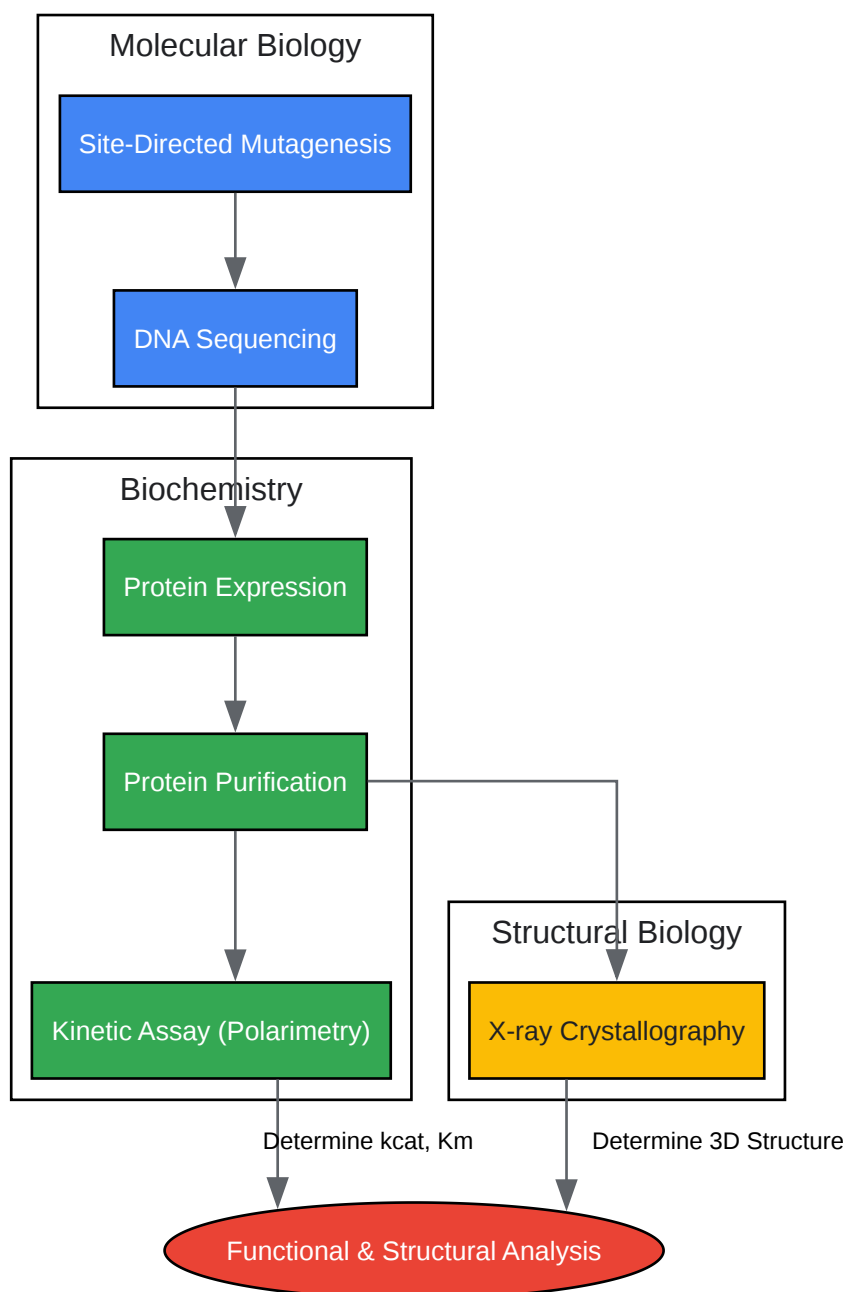 Molecular Biology
Site-Directed Mutagenesis
DNA Sequencing
Biochemistry
Protein Expression
Protein Purification
Structural Biology
Kinetic Assay (Polarimetry)
X-ray Crystallography
Determine kcat, Km
Determine 3D Structure
Functional & Structural Analysis